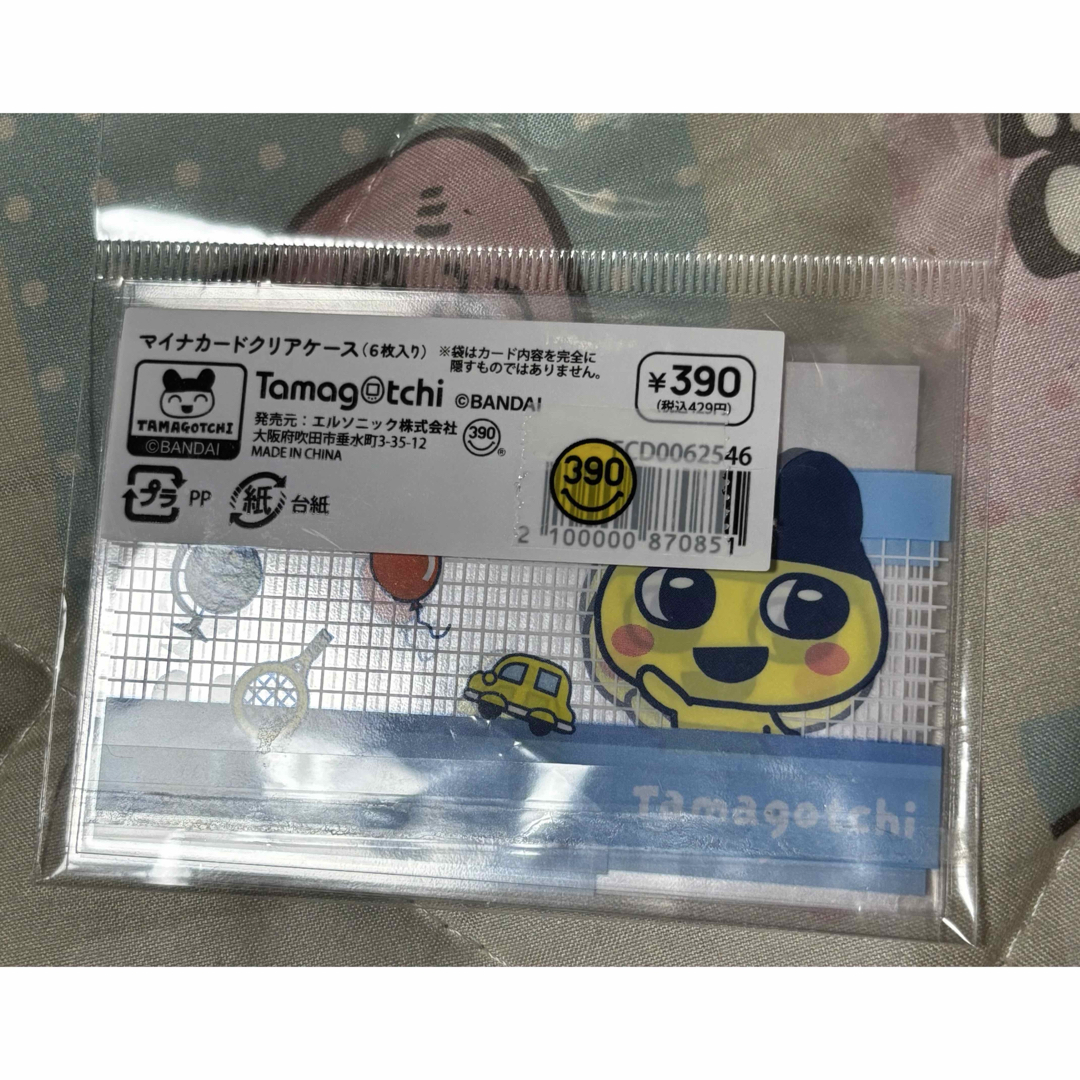 マイナカードクリアケース(6枚入り)
※袋はカード内容を完全に
隠すものではありません。
TAMAGOTCHI
©BANDAI
Tamagotchi ©BANDAI
発売元:エルソニック株式会社
大阪府吹田市垂水町3-35-12
MADE IN CHINA
390
®
¥390
(税込429円)
プラ PP
紙 台紙
CD0062546
390
2 100000 870851
Tamagotchi